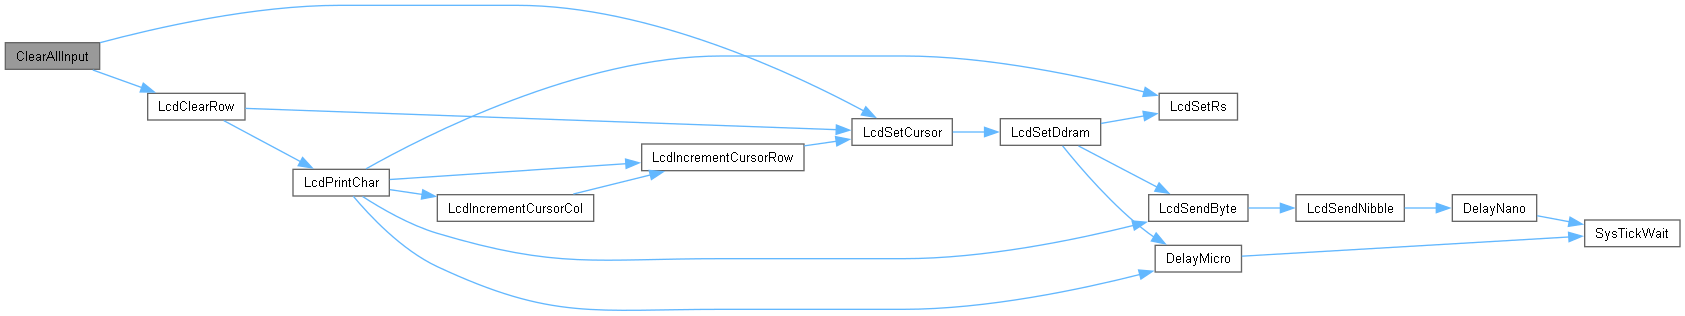 ClearAllInput
LcdClearRow
LcdPrintChar
LcdIncrementCursorRow
LcdIncrementCursorCol
LcdSetCursor
LcdSetDdram
LcdSetRs
LcdSendByte
DelayMicro
LcdSendNibble
DelayNano
SysTickWait